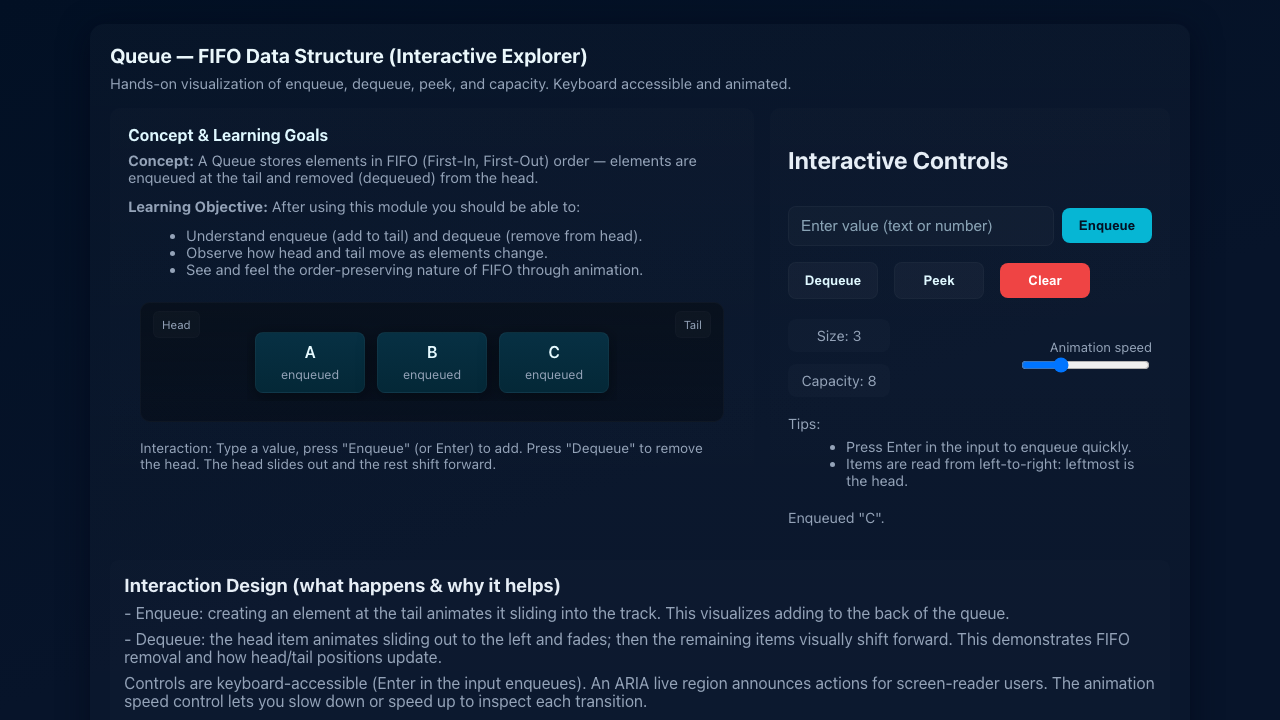 Queue — FIFO Data Structure (Interactive Explorer)
Hands-on visualization of enqueue, dequeue, peek, and capacity. Keyboard accessible and animated.
Concept & Learning Goals
Concept: A Queue stores elements in FIFO (First-In, First-Out) order — elements are
enqueued at the tail and removed (dequeued) from the head.
Learning Objective: After using this module you should be able to:
• Understand enqueue (add to tail) and dequeue (remove from head).
• Observe how head and tail move as elements change.
• See and feel the order-preserving nature of FIFO through animation.
Head
Tail
A
enqueued
B
enqueued
C
enqueued
Interaction: Type a value, press "Enqueue" (or Enter) to add. Press "Dequeue" to remove
the head. The head slides out and the rest shift forward.
Interactive Controls
Enter value (text or number)
Enqueue
Dequeue
Peek
Clear
Size: 3
Capacity: 8
Animation speed
Tips:
• Press Enter in the input to enqueue quickly.
• Items are read from left-to-right: leftmost is
the head.
Enqueued "C".
Interaction Design (what happens & why it helps)
- Enqueue: creating an element at the tail animates it sliding into the track. This visualizes adding to the back of the queue.
- Dequeue: the head item animates sliding out to the left and fades; then the remaining items visually shift forward. This demonstrates FIFO
removal and how head/tail positions update.
Controls are keyboard-accessible (Enter in the input enqueues). An ARIA live region announces actions for screen-reader users. The animation
speed control lets you slow down or speed up to inspect each transition.